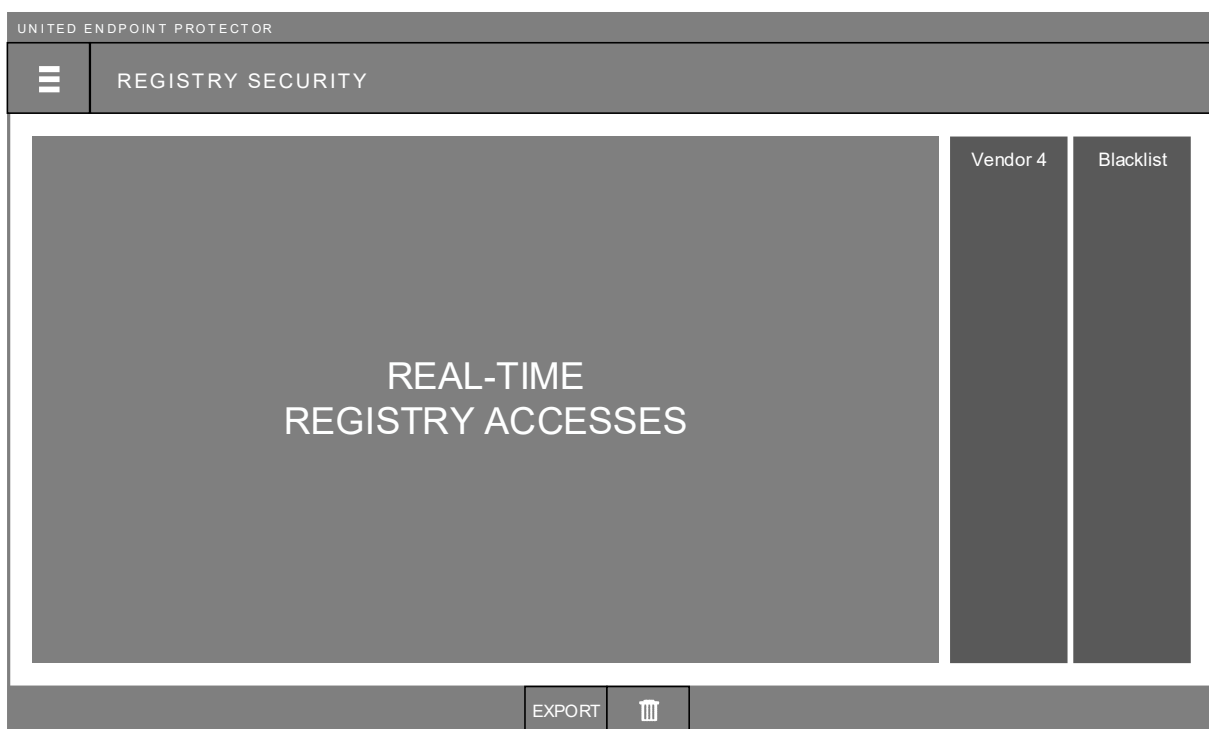 UNITED ENDPOINT PROTECTOR
REGISTRY SECURITY
REAL-TIME
REGISTRY ACCESSES
Vendor 4
Blacklist
EXPORT